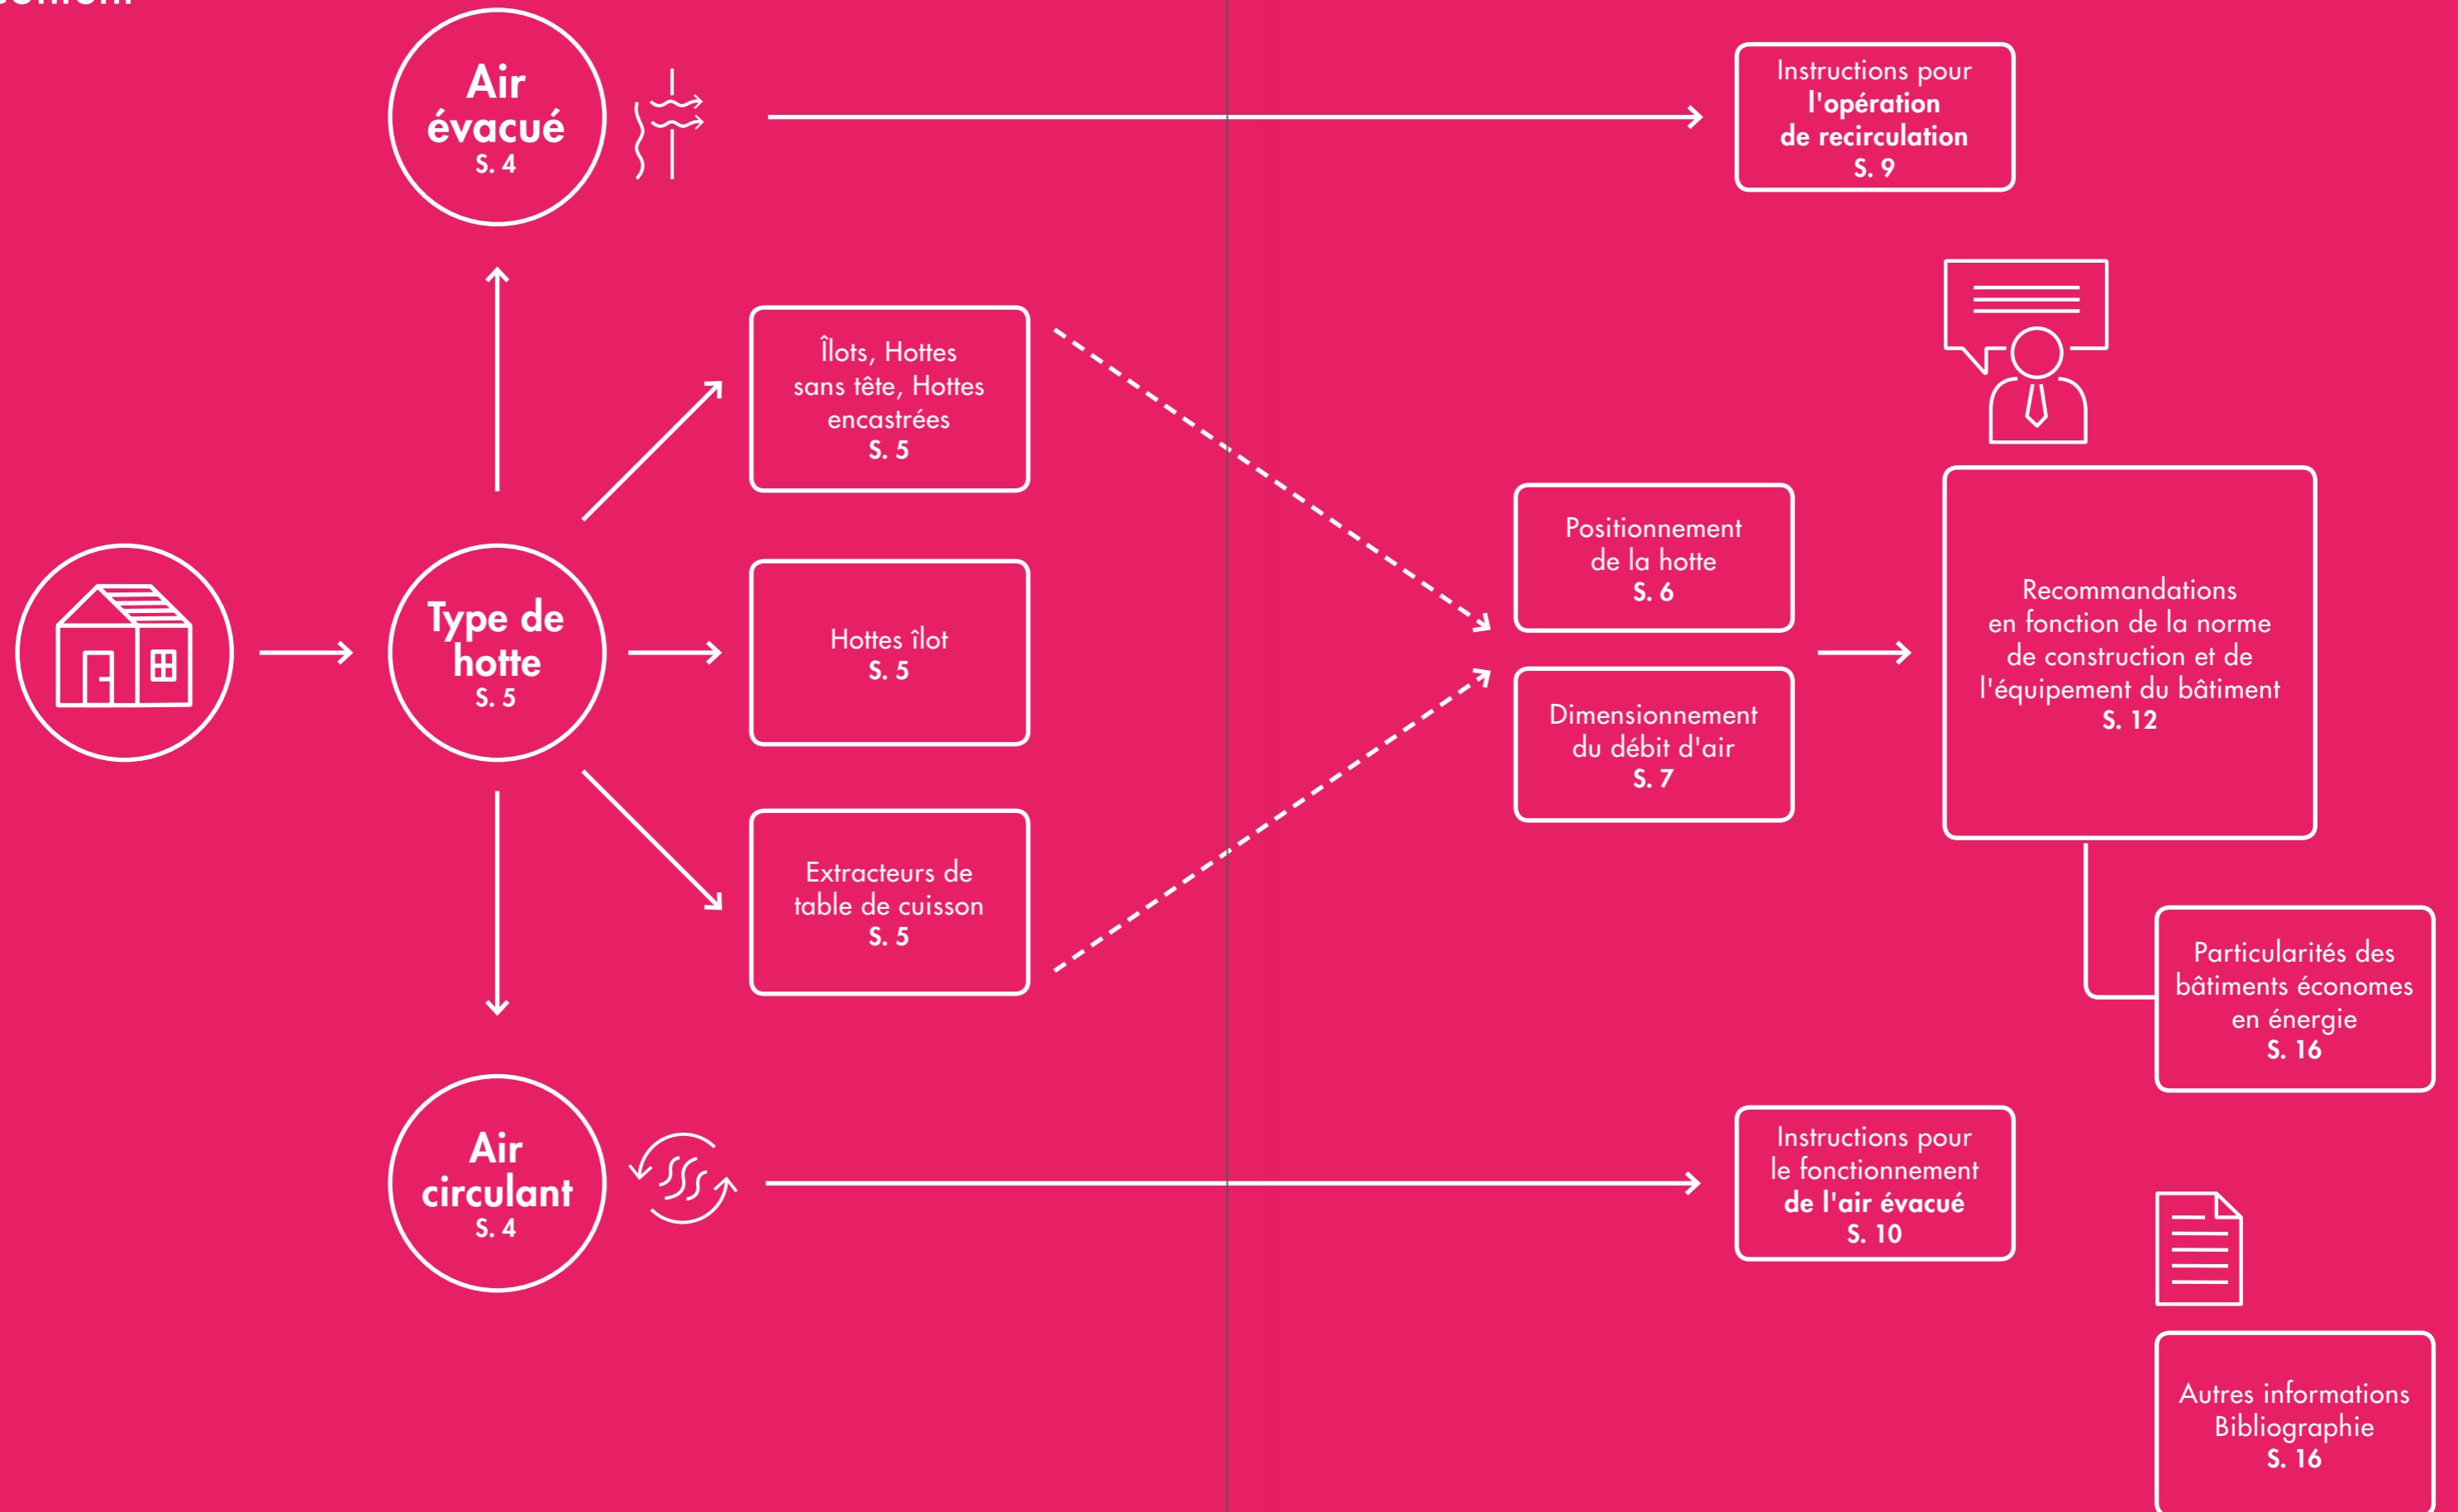 Air
évacué
S. 4
Instructions pour
l'opération
de recirculation
S. 9
Îlots, Hottes
sans tête, Hottes
encastrées
S. 5
Positionnement
de la hotte
S. 6
Type de
hotte
S. 5
Hottes îlot
S. 5
Recommandations
en fonction de la norme
de construction et de
l'équipement du bâtiment
S. 12
Dimensionnement
du débit d'air
S. 7
Extracteurs de
table de cuisson
S. 5
Particularités des
bâtiments économes
en énergie
S. 16
Air
circulant
S. 4
Instructions pour
le fonctionnement
de l'air évacué
S. 10
Autres informations
Bibliographie
S. 16